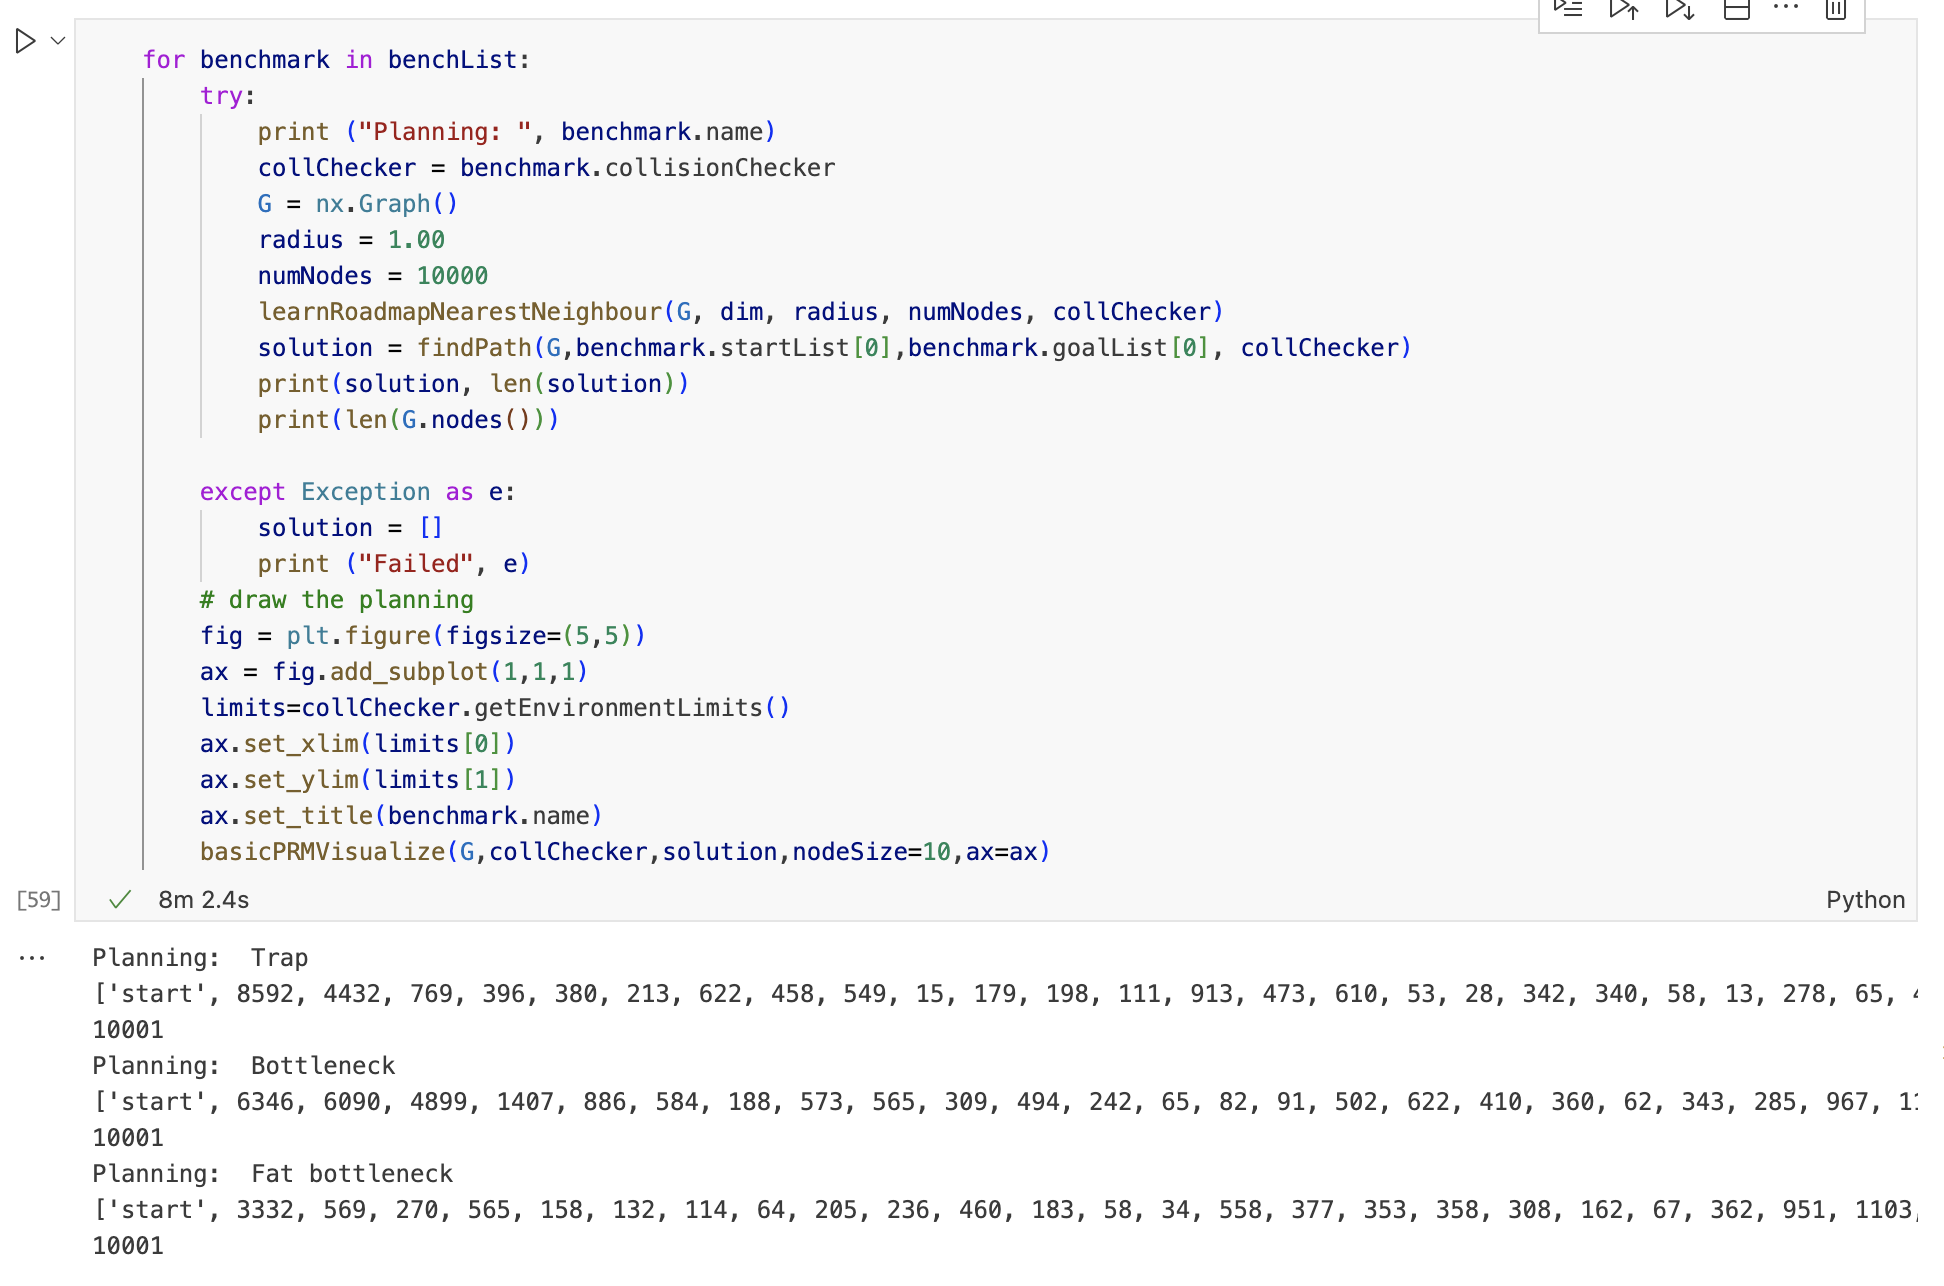 for benchmark in benchList:
try:
print ("Planning: ", benchmark.name)
collChecker = benchmark.collisionChecker
G = nx.Graph()
radius = 1.00
numNodes = 10000
learnRoadmapNearestNeighbour(G, dim, radius, numNodes, collChecker)
solution = findPath(G,benchmark.startList[0],benchmark.goalList[0], collChecker)
print(solution, len(solution))
print(len(G.nodes()))
except Exception as e:
solution = []
print ("Failed", e)
# draw the planning
fig = plt.figure(figsize=(5,5))
ax = fig.add_subplot(1,1,1)
limits=collChecker.getEnvironmentLimits()
ax.set_xlim(limits[0])
ax.set_ylim(limits[1])
ax.set_title(benchmark.name)
basicPRMVisualize(G,collChecker,solution,nodeSize=10,ax=ax)
[59] 8m 2.4s Python
Planning:  Trap
['start', 8592, 4432, 769, 396, 380, 213, 622, 458, 549, 15, 179, 198, 111, 913, 473, 610, 53, 28, 342, 340, 58, 13, 278, 65,
10001
Planning:  Bottleneck
['start', 6346, 6090, 4899, 1407, 886, 584, 188, 573, 565, 309, 494, 242, 65, 82, 91, 502, 622, 410, 360, 62, 343, 285, 967,
10001
Planning:  Fat bottleneck
['start', 3332, 569, 270, 565, 158, 132, 114, 64, 205, 236, 460, 183, 58, 34, 558, 377, 353, 358, 308, 162, 67, 362, 951, 1103,
10001